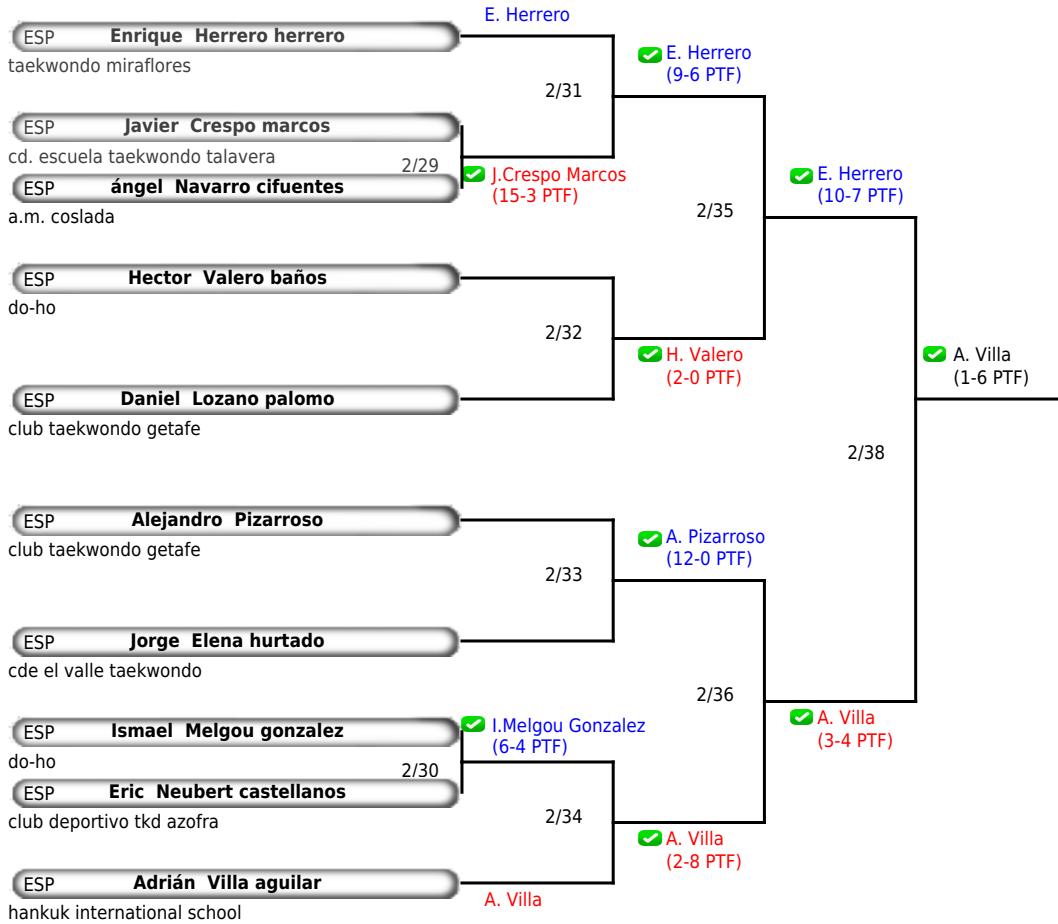 E. Herrero
ESP Enrique Herrero herrero
taekwondo miraflores
E. Herrero
(9-6 PTF)
2/31
ESP Javier Crespo marcos
cd. escuela taekwondo talavera
2/29
J.Crespo Marcos
(15-3 PTF)
ESP ángel Navarro cifuentes
a.m. coslada
E. Herrero
(10-7 PTF)
2/35
ESP Hector Valero baños
do-ho
2/32
H. Valero
(2-0 PTF)
A. Villa
(1-6 PTF)
ESP Daniel Lozano palomo
club taekwondo getafe
2/38
ESP Alejandro Pizarroso
club taekwondo getafe
A. Pizarroso
(12-0 PTF)
2/33
ESP Jorge Elena hurtado
cde el valle taekwondo
2/36
A. Villa
(3-4 PTF)
ESP Ismael Melgou gonzalez
do-ho
I.Melgou Gonzalez
(6-4 PTF)
2/30
ESP Eric Neubert castellanos
club deportivo tkd azofra
2/34
A. Villa
(2-8 PTF)
ESP Adrián Villa aguilar
hankuk international school
A. Villa